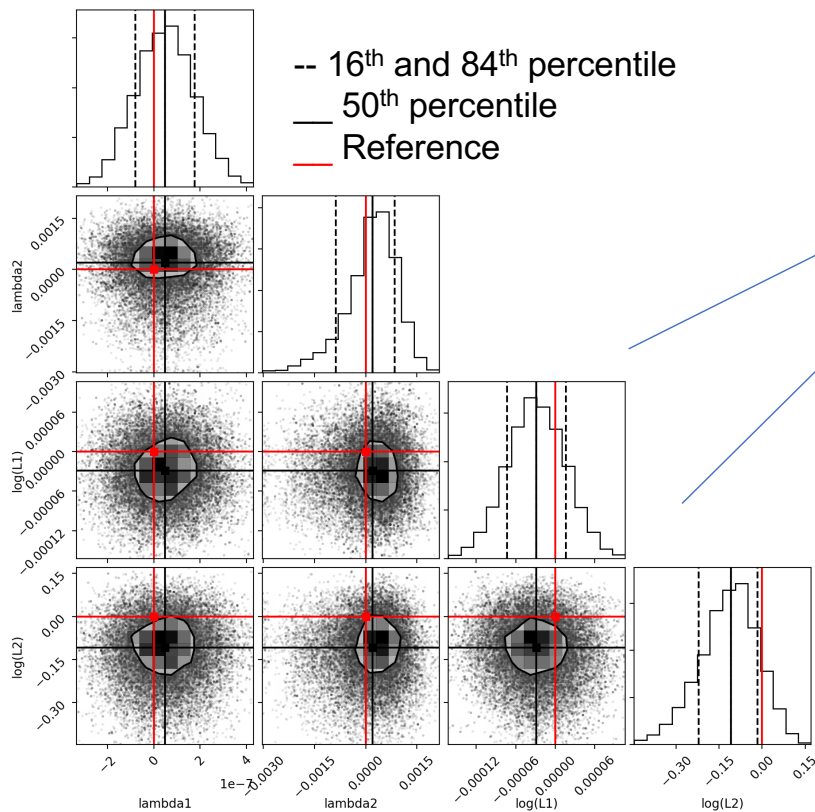 -- 16th and 84th percentile
__ 50th percentile
__ Reference
lambda2
0.0015
0.0000
−0.0015
−0.0030
log(L1)
0.00006
0.00000
−0.00006
−0.00012
log(L2)
0.15
0.00
−0.15
−0.30
−2 0 2 4
1e−7
lambda1
−0.0030 −0.0015 0.0000 0.0015
lambda2
−0.00012 −0.00006 0.00000 0.00006
log(L1)
−0.30 −0.15 0.00 0.15
log(L2)